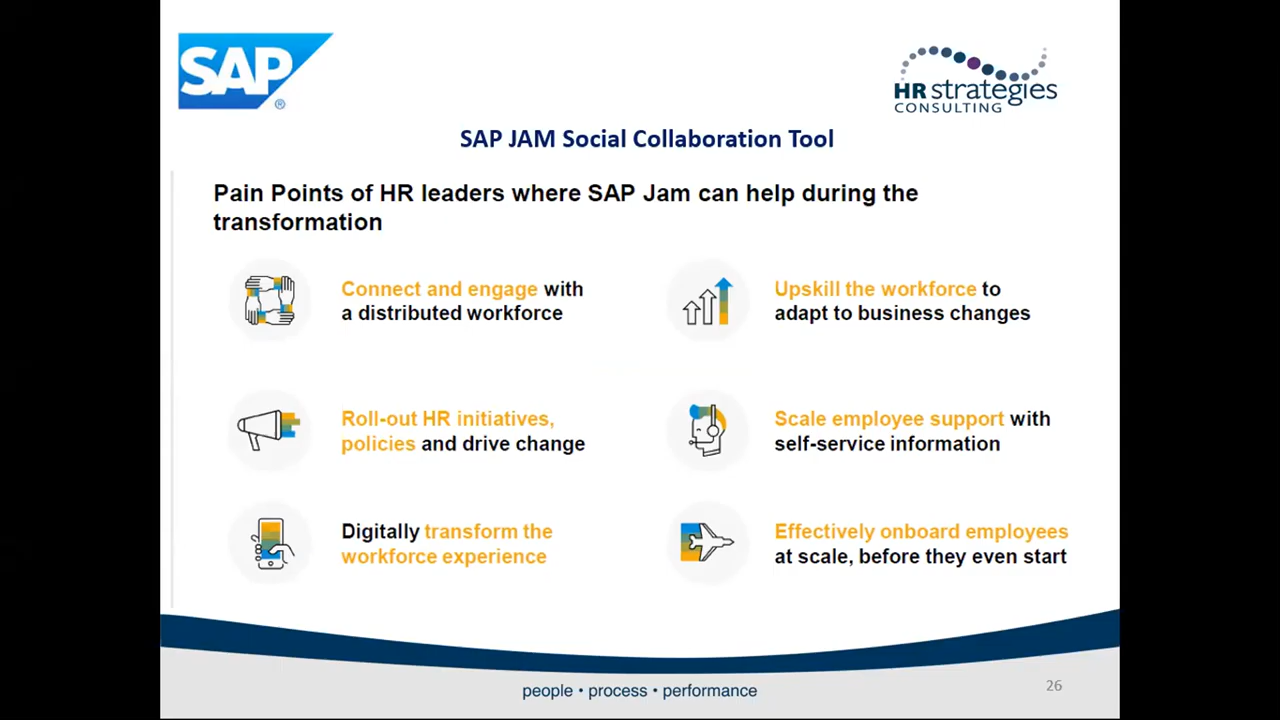 SAP
®
HR strategies
CONSULTING
SAP JAM Social Collaboration Tool
Pain Points of HR leaders where SAP Jam can help during the
transformation
Connect and engage with
a distributed workforce
Upskill the workforce to
adapt to business changes
Roll-out HR initiatives,
policies and drive change
Scale employee support with
self-service information
Digitally transform the
workforce experience
Effectively onboard employees
at scale, before they even start
people • process • performance
26